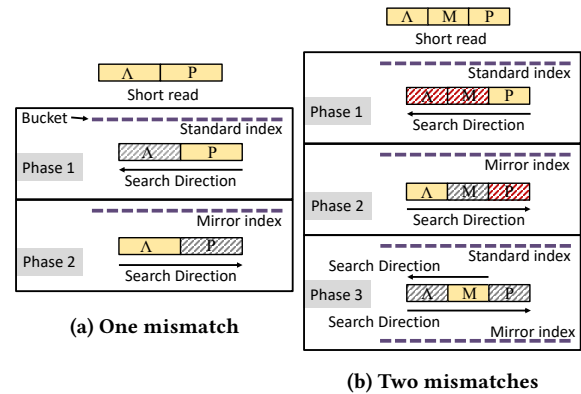 Λ P
Short read
Bucket
Standard index
Λ P
Phase 1
Search Direction
Mirror index
Λ P
Phase 2
Search Direction
(a) One mismatch
Λ M P
Short read
Standard index
Λ M P
Phase 1
Search Direction
Mirror index
Λ M P
Phase 2
Search Direction
Standard index
Search Direction
Phase 3
Λ M P
Search Direction
Mirror index
(b) Two mismatches